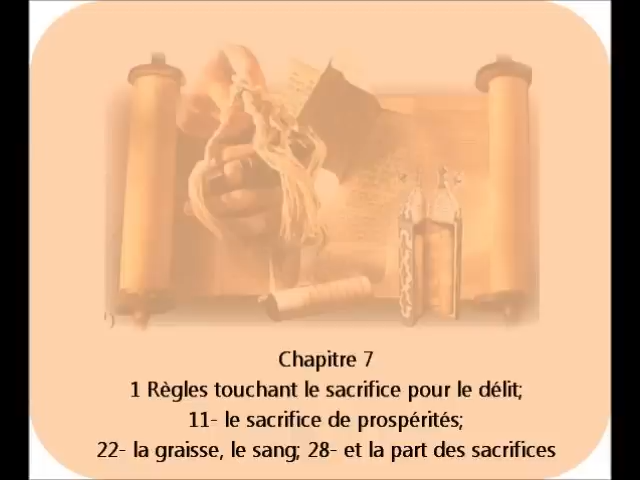 Chapitre 7
1 Règles touchant le sacrifice pour le délit;
11- le sacrifice de prospérités;
22- la graisse, le sang; 28- et la part des sacrifices